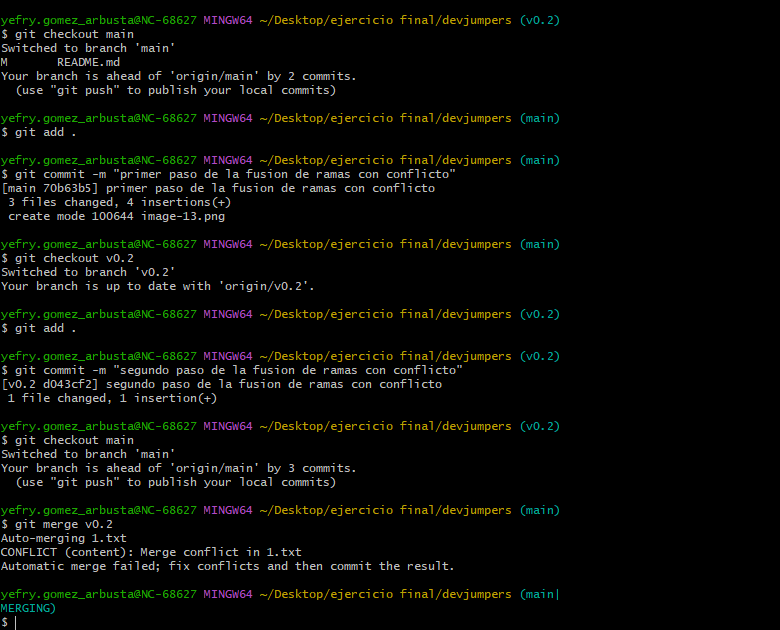 yefry.gomez_arbusta@NC-68627 MINGW64 ~/Desktop/ejercicio final/devjumpers (v0.2)
$ git checkout main
Switched to branch 'main'
M       README.md
Your branch is ahead of 'origin/main' by 2 commits.
  (use "git push" to publish your local commits)

yefry.gomez_arbusta@NC-68627 MINGW64 ~/Desktop/ejercicio final/devjumpers (main)
$ git add .

yefry.gomez_arbusta@NC-68627 MINGW64 ~/Desktop/ejercicio final/devjumpers (main)
$ git commit -m "primer paso de la fusion de ramas con conflicto"
[main 70b63b5] primer paso de la fusion de ramas con conflicto
 3 files changed, 4 insertions(+)
 create mode 100644 image-13.png

yefry.gomez_arbusta@NC-68627 MINGW64 ~/Desktop/ejercicio final/devjumpers (main)
$ git checkout v0.2
Switched to branch 'v0.2'
Your branch is up to date with 'origin/v0.2'.

yefry.gomez_arbusta@NC-68627 MINGW64 ~/Desktop/ejercicio final/devjumpers (v0.2)
$ git add .

yefry.gomez_arbusta@NC-68627 MINGW64 ~/Desktop/ejercicio final/devjumpers (v0.2)
$ git commit -m "segundo paso de la fusion de ramas con conflicto"
[v0.2 d043cf2] segundo paso de la fusion de ramas con conflicto
 1 file changed, 1 insertion(+)

yefry.gomez_arbusta@NC-68627 MINGW64 ~/Desktop/ejercicio final/devjumpers (v0.2)
$ git checkout main
Switched to branch 'main'
Your branch is ahead of 'origin/main' by 3 commits.
  (use "git push" to publish your local commits)

yefry.gomez_arbusta@NC-68627 MINGW64 ~/Desktop/ejercicio final/devjumpers (main)
$ git merge v0.2
Auto-merging 1.txt
CONFLICT (content): Merge conflict in 1.txt
Automatic merge failed; fix conflicts and then commit the result.

yefry.gomez_arbusta@NC-68627 MINGW64 ~/Desktop/ejercicio final/devjumpers (main|
MERGING)
$